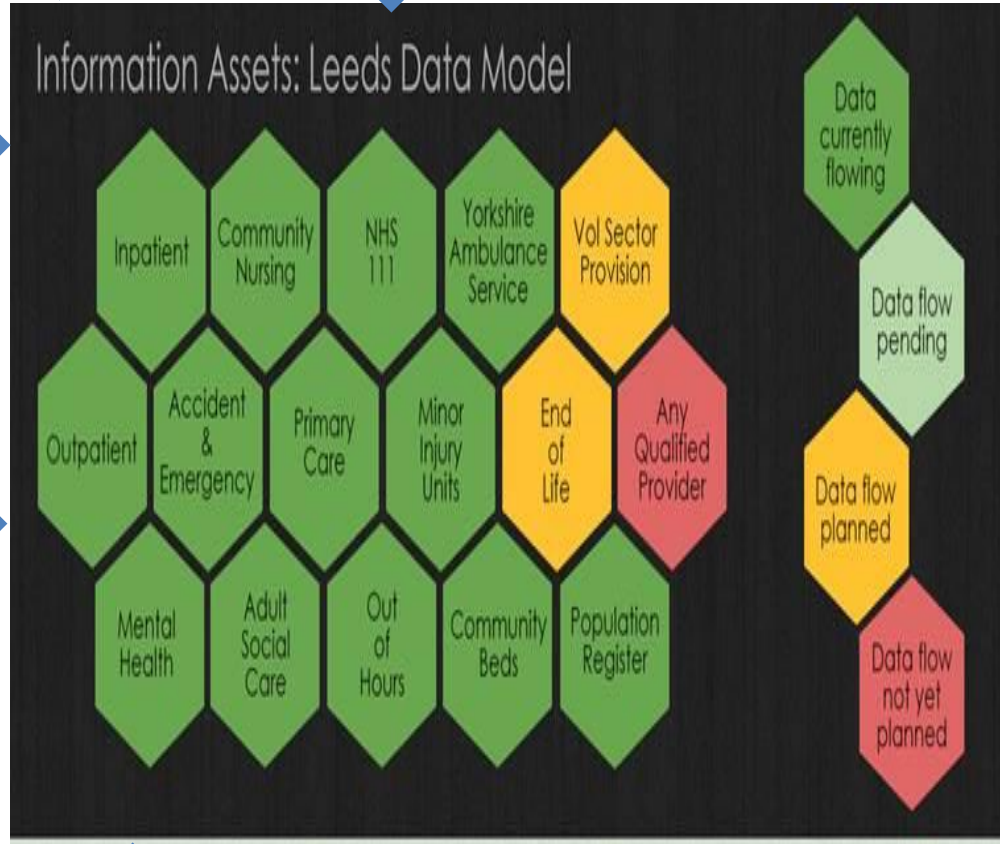 Information Assets: Leeds Data Model
Inpatient
Community
Nursing
NHS
111
Yorkshire
Ambulance
Service
Vol Sector
Provision
Outpatient
Accident
&
Emergency
Primary
Care
Minor
Injury
Units
End
of
Life
Any
Qualified
Provider
Mental
Health
Adult
Social
Care
Out
of
Hours
Community
Beds
Population
Register
Data
currently
flowing
Data flow
pending
Data flow
planned
Data flow
not yet
planned